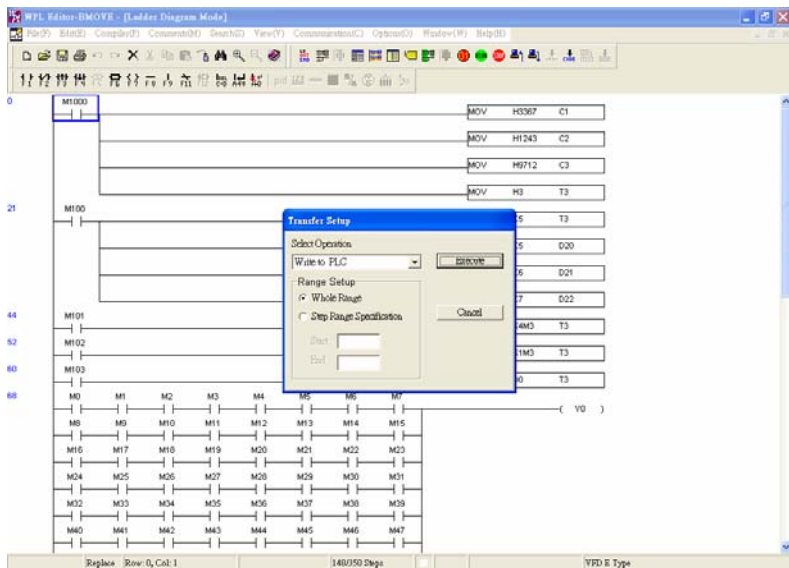 WPL Editor-BMOVE - [Ladder Diagram Mode]
File(F) Edit(E) Compiler(P) Comments(M) Search(S) View(V) Communication(C) Options(O) Window(W) Help(H)
0 M1000 MOV H3367 C1
MOV H1243 C2
MOV H9712 C3
MOV H3 T3
21 M100 T3
D20
D21
D22
44 M101 T3
52 M102 T3
60 M103 T3
Transfer Setup
Select Operation
Write to PLC
Execute
Range Setup
Whole Range
Step Range Specification
Cancel
Start
End
68 M0 M1 M2 M3 M4 M5 M6 M7
( Y0 )
M8 M9 M10 M11 M12 M13 M14 M15
M16 M17 M18 M19 M20 M21 M22 M23
M24 M25 M26 M27 M28 M29 M30 M31
M32 M33 M34 M35 M36 M37 M38 M39
M40 M41 M42 M43 M44 M45 M46 M47
Replace Row: 0, Col: 1 140/350 Steps VFD E Type